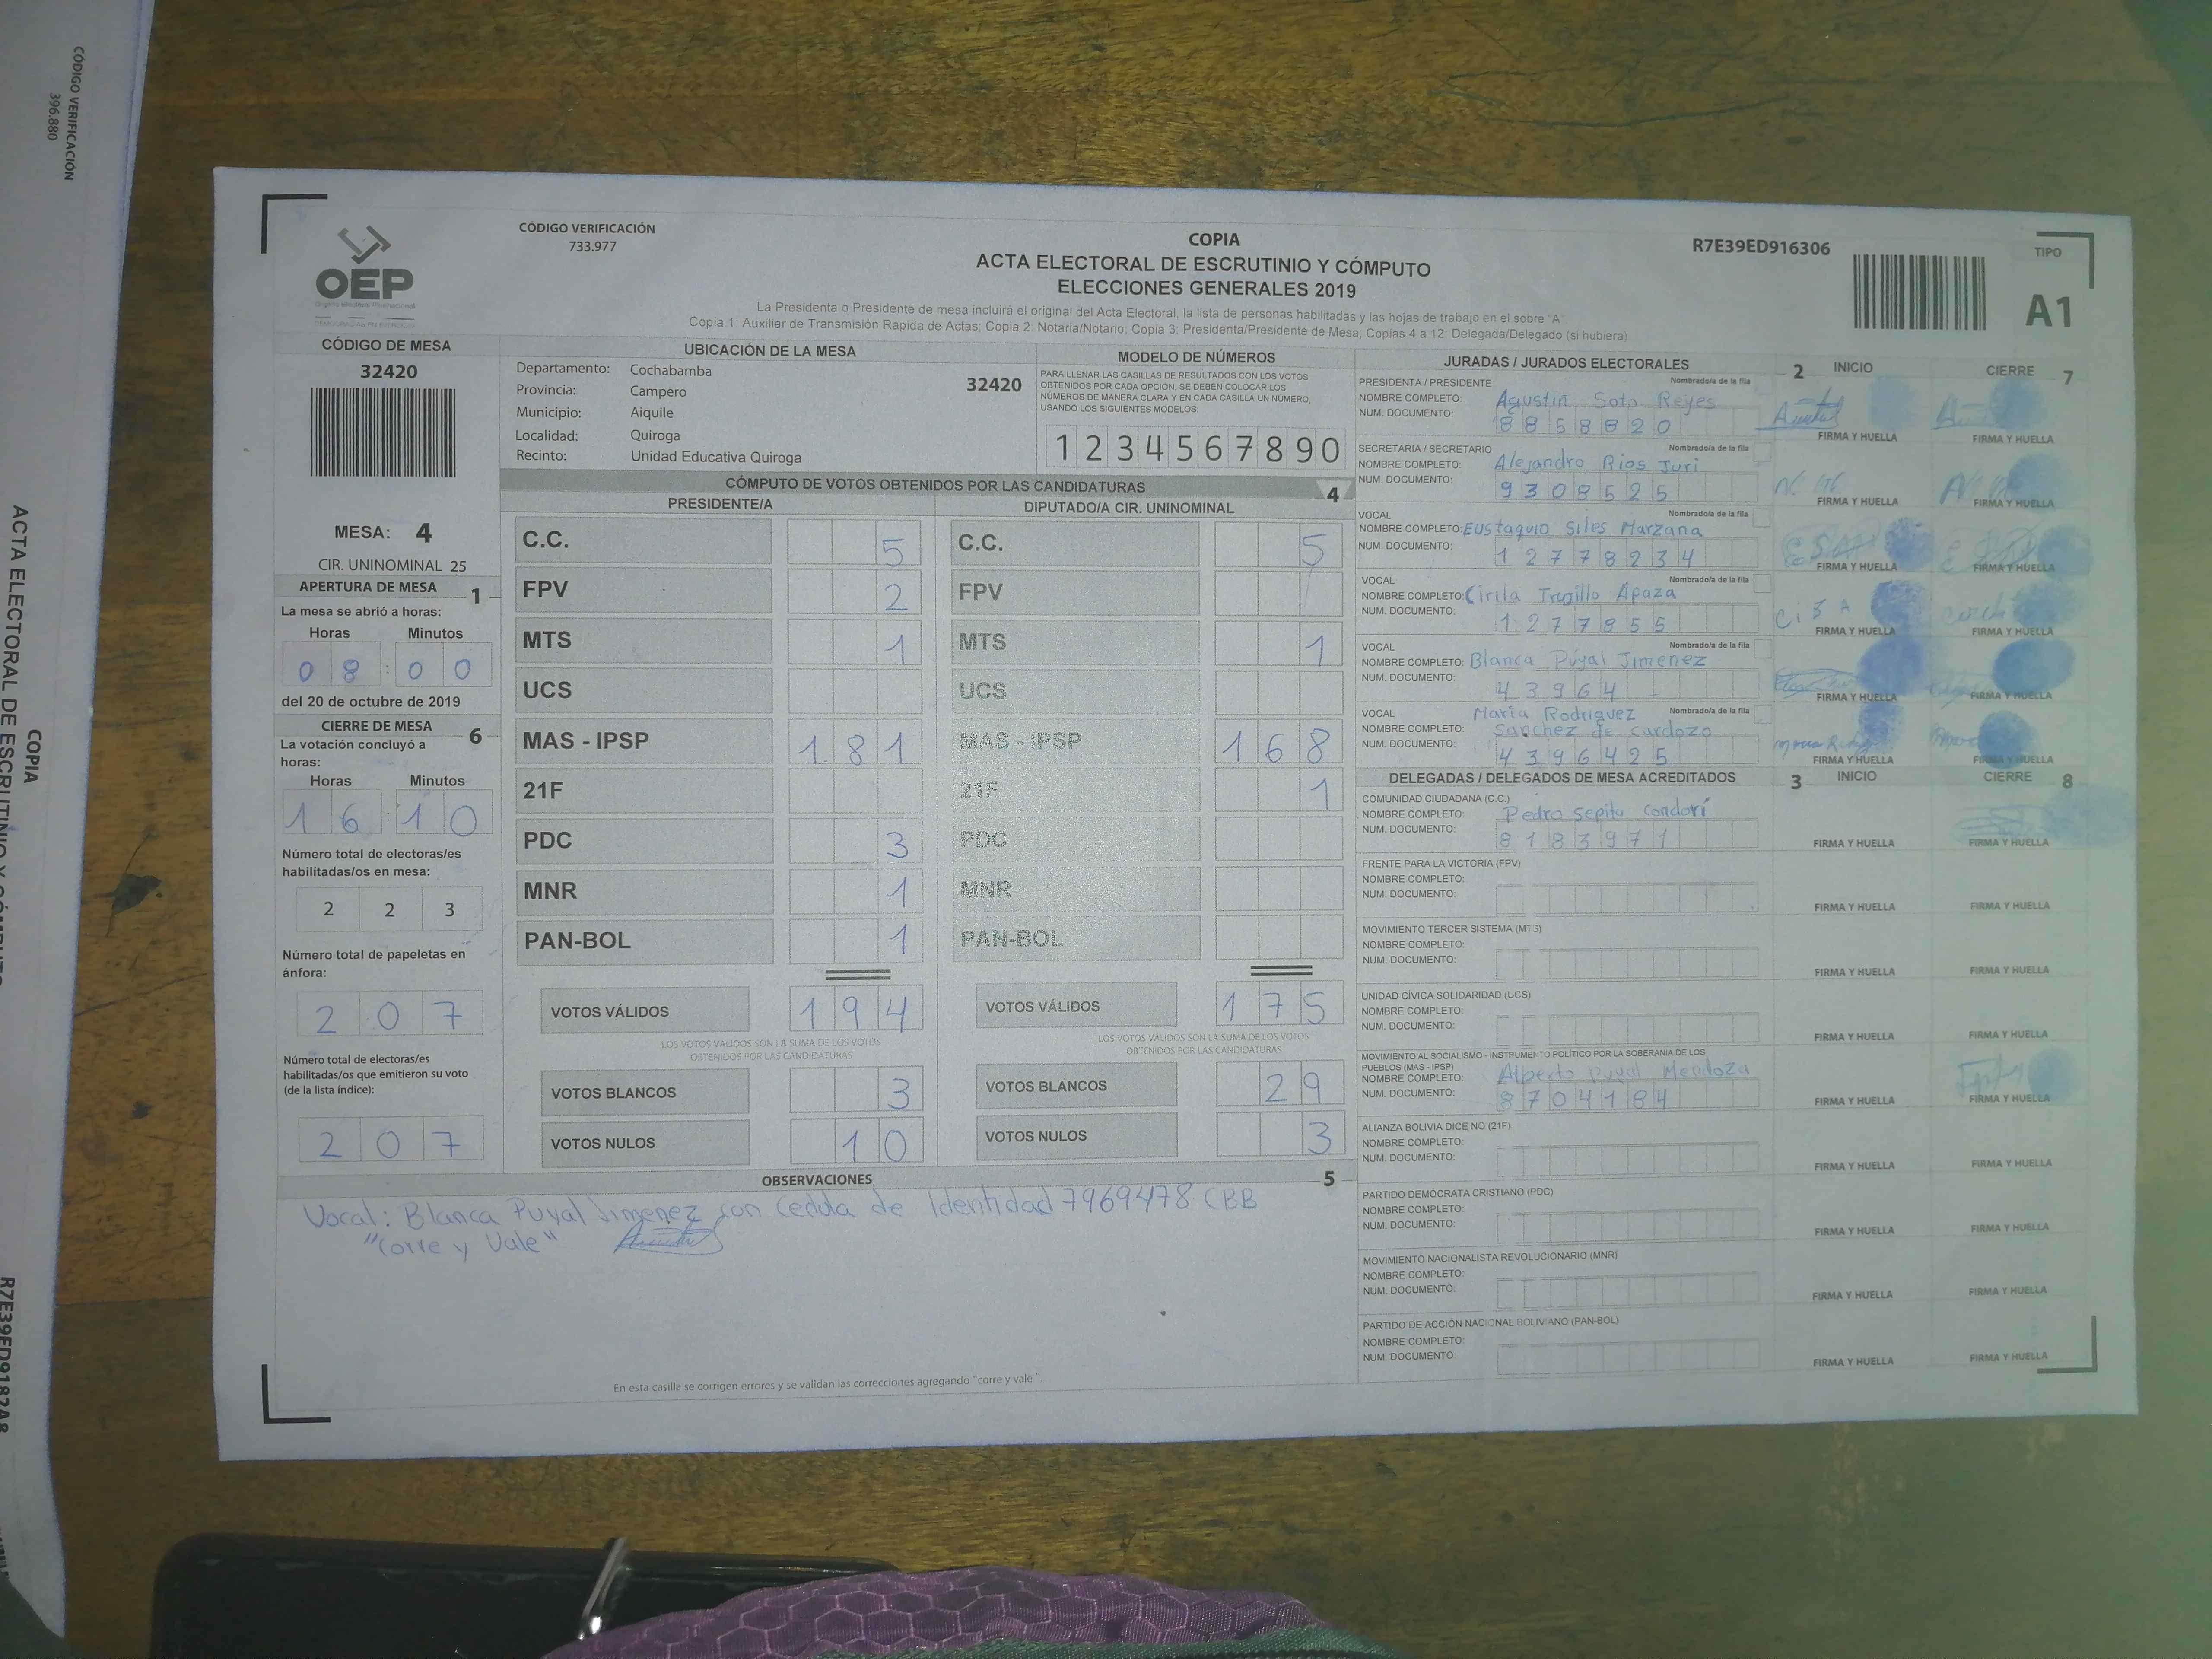 CÓDIGO VERIFICACIÓN
396.880
COPIA
ACTA ELECTORAL DE ESCRUTINIO Y CÓMPUTO
R7E39ED9182A8
OEP
CÓDIGO VERIFICACIÓN
733.977
COPIA
ACTA ELECTORAL DE ESCRUTINIO Y CÓMPUTO
ELECCIONES GENERALES 2019
La Presidenta o Presidente de mesa incluirá el original del Acta Electoral, la lista de personas habilitadas y las hojas de trabajo en el sobre "A".
Copia 1: Auxiliar de Transmisión Rapida de Actas; Copia 2: Notaria/Notario; Copia 3: Presidenta/Presidente de Mesa; Copias 4 a 12: Delegada/Delegado (si hubiera)
R7E39ED916306
TIPO
A1
CÓDIGO DE MESA
32420
MESA: 4
CIR. UNINOMINAL 25
APERTURA DE MESA 1
La mesa se abrió a horas:
Horas Minutos
08:00
del 20 de octubre de 2019
CIERRE DE MESA 6
La votación concluyó a
horas:
Horas Minutos
16:10
Número total de electoras/es
habilitadas/os en mesa:
2 2 3
Número total de papeletas en
ánfora:
2 0 7
Número total de electoras/es
habilitadas/os que emitieron su voto
(de la lista índice):
2 0 7
UBICACIÓN DE LA MESA
Departamento: Cochabamba
Provincia: Campero
Municipio: Aiquile
Localidad: Quiroga
Recinto: Unidad Educativa Quiroga
32420
MODELO DE NÚMEROS
PARA LLENAR LAS CASILLAS DE RESULTADOS CON LOS VOTOS
OBTENIDOS POR CADA OPCIÓN, SE DEBEN COLOCAR LOS
NÚMEROS DE MANERA CLARA Y EN CADA CASILLA UN NÚMERO,
USANDO LOS SIGUIENTES MODELOS:
1 2 3 4 5 6 7 8 9 0
CÓMPUTO DE VOTOS OBTENIDOS POR LAS CANDIDATURAS 4
PRESIDENTE/A DIPUTADO/A CIR. UNINOMINAL
C.C. 5 C.C. 5
FPV 2 FPV
MTS 1 MTS 1
UCS UCS
MAS - IPSP 181 MAS - IPSP 168
21F 21F 1
PDC 3 PDC
MNR 1 MNR
PAN-BOL 1 PAN-BOL
VOTOS VÁLIDOS 194 VOTOS VÁLIDOS 175
LOS VOTOS VALIDOS SON LA SUMA DE LOS VOTOS
OBTENIDOS POR LAS CANDIDATURAS
LOS VOTOS VALIDOS SON LA SUMA DE LOS VOTOS
OBTENIDOS POR LAS CANDIDATURAS
VOTOS BLANCOS 3 VOTOS BLANCOS 29
VOTOS NULOS 10 VOTOS NULOS 3
OBSERVACIONES 5
Vocal: Blanca Puyal Jimenez con Cedula de Identidad 7969478 CBB
"Corre y Vale"
En esta casilla se corrigen errores y se validan las correcciones agregando "corre y vale ".
JURADAS / JURADOS ELECTORALES 2 INICIO CIERRE 7
PRESIDENTA / PRESIDENTE Nombrado/a de la fila
NOMBRE COMPLETO: Agustin Soto Reyes
NUM. DOCUMENTO: 8858820
FIRMA Y HUELLA FIRMA Y HUELLA
SECRETARIA / SECRETARIO Nombrado/a de la fila
NOMBRE COMPLETO: Alejandro Rios Juri
NUM. DOCUMENTO: 9308525
FIRMA Y HUELLA FIRMA Y HUELLA
VOCAL Nombrado/a de la fila
NOMBRE COMPLETO: Eustaquio Siles Marzana
NUM. DOCUMENTO: 12778234
FIRMA Y HUELLA FIRMA Y HUELLA
VOCAL Nombrado/a de la fila
NOMBRE COMPLETO: Cirila Trujillo Apaza
NUM. DOCUMENTO: 1277855
FIRMA Y HUELLA FIRMA Y HUELLA
VOCAL Nombrado/a de la fila
NOMBRE COMPLETO: Blanca Puyal Jimenez
NUM. DOCUMENTO: 43964
FIRMA Y HUELLA FIRMA Y HUELLA
VOCAL Maria Rodriguez Nombrado/a de la fila
NOMBRE COMPLETO: Sanchez de Cardozo
NUM. DOCUMENTO: 4396425
FIRMA Y HUELLA FIRMA Y HUELLA
DELEGADAS / DELEGADOS DE MESA ACREDITADOS 3 INICIO CIERRE 8
COMUNIDAD CIUDADANA (C.C.)
NOMBRE COMPLETO: Pedro Sepita Condorí
NUM. DOCUMENTO: 8183971
FIRMA Y HUELLA FIRMA Y HUELLA
FRENTE PARA LA VICTORIA (FPV)
NOMBRE COMPLETO:
NUM. DOCUMENTO:
FIRMA Y HUELLA FIRMA Y HUELLA
MOVIMIENTO TERCER SISTEMA (MTS)
NOMBRE COMPLETO:
NUM. DOCUMENTO:
FIRMA Y HUELLA FIRMA Y HUELLA
UNIDAD CÍVICA SOLIDARIDAD (UCS)
NOMBRE COMPLETO:
NUM. DOCUMENTO:
FIRMA Y HUELLA FIRMA Y HUELLA
MOVIMIENTO AL SOCIALISMO - INSTRUMENTO POLÍTICO POR LA SOBERANIA DE LOS
PUEBLOS (MAS - IPSP)
NOMBRE COMPLETO: Alberto Puyal Mendoza
NUM. DOCUMENTO: 8704184
FIRMA Y HUELLA FIRMA Y HUELLA
ALIANZA BOLIVIA DICE NO (21F)
NOMBRE COMPLETO:
NUM. DOCUMENTO:
FIRMA Y HUELLA FIRMA Y HUELLA
PARTIDO DEMÓCRATA CRISTIANO (PDC)
NOMBRE COMPLETO:
NUM. DOCUMENTO:
FIRMA Y HUELLA FIRMA Y HUELLA
MOVIMIENTO NACIONALISTA REVOLUCIONARIO (MNR)
NOMBRE COMPLETO:
NUM. DOCUMENTO:
FIRMA Y HUELLA FIRMA Y HUELLA
PARTIDO DE ACCIÓN NACIONAL BOLIVIANO (PAN-BOL)
NOMBRE COMPLETO:
NUM. DOCUMENTO:
FIRMA Y HUELLA FIRMA Y HUELLA